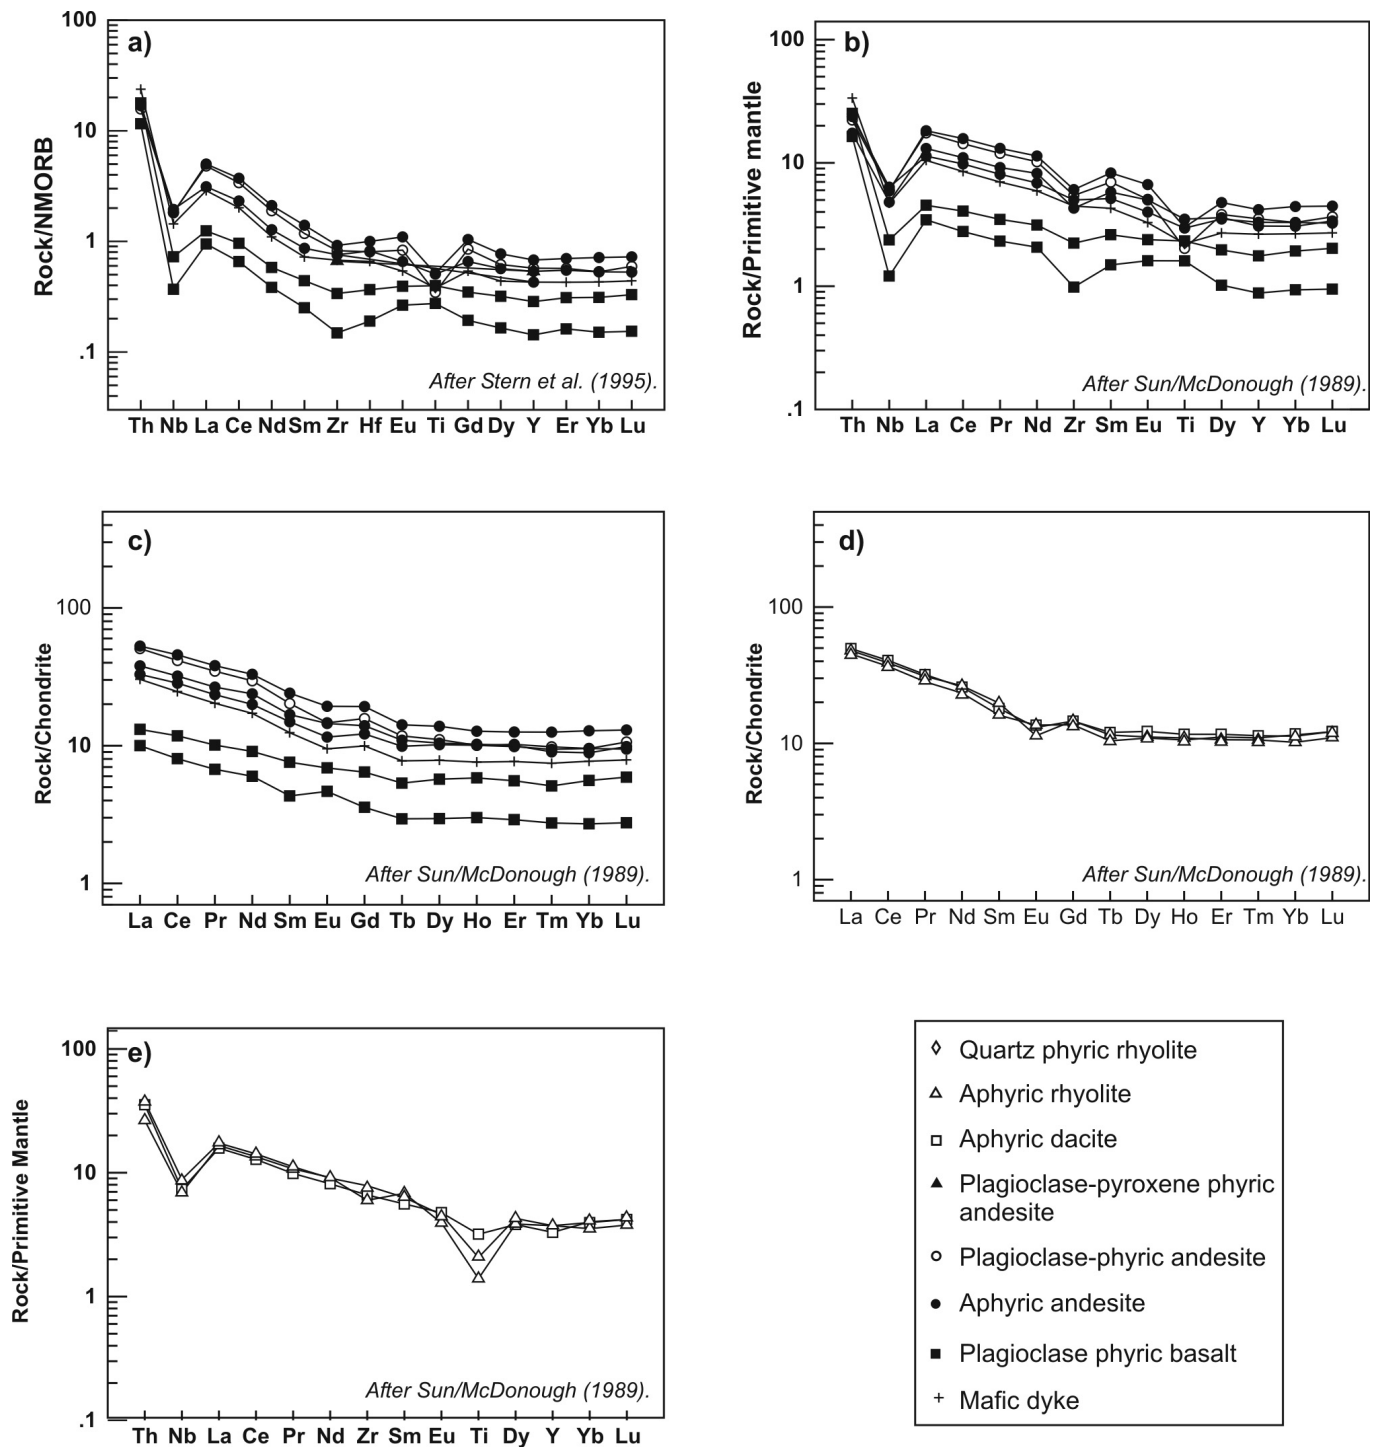 a)
100
10
1
.1
Rock/NMORB
After Stern et al. (1995).
Th Nb La Ce Nd Sm Zr Hf Eu Ti Gd Dy Y Er Yb Lu
b)
100
10
1
.1
Rock/Primitive mantle
After Sun/McDonough (1989).
Th Nb La Ce Pr Nd Zr Sm Eu Ti Dy Y Yb Lu
c)
100
10
1
Rock/Chondrite
After Sun/McDonough (1989).
La Ce Pr Nd Sm Eu Gd Tb Dy Ho Er Tm Yb Lu
d)
100
10
1
Rock/Chondrite
After Sun/McDonough (1989).
La Ce Pr Nd Sm Eu Gd Tb Dy Ho Er Tm Yb Lu
e)
100
10
1
.1
Rock/Primitive Mantle
After Sun/McDonough (1989).
Th Nb La Ce Pr Nd Zr Sm Eu Ti Dy Y Yb Lu
Quartz phyric rhyolite
Aphyric rhyolite
Aphyric dacite
Plagioclase-pyroxene phyric
andesite
Plagioclase-phyric andesite
Aphyric andesite
Plagioclase phyric basalt
Mafic dyke